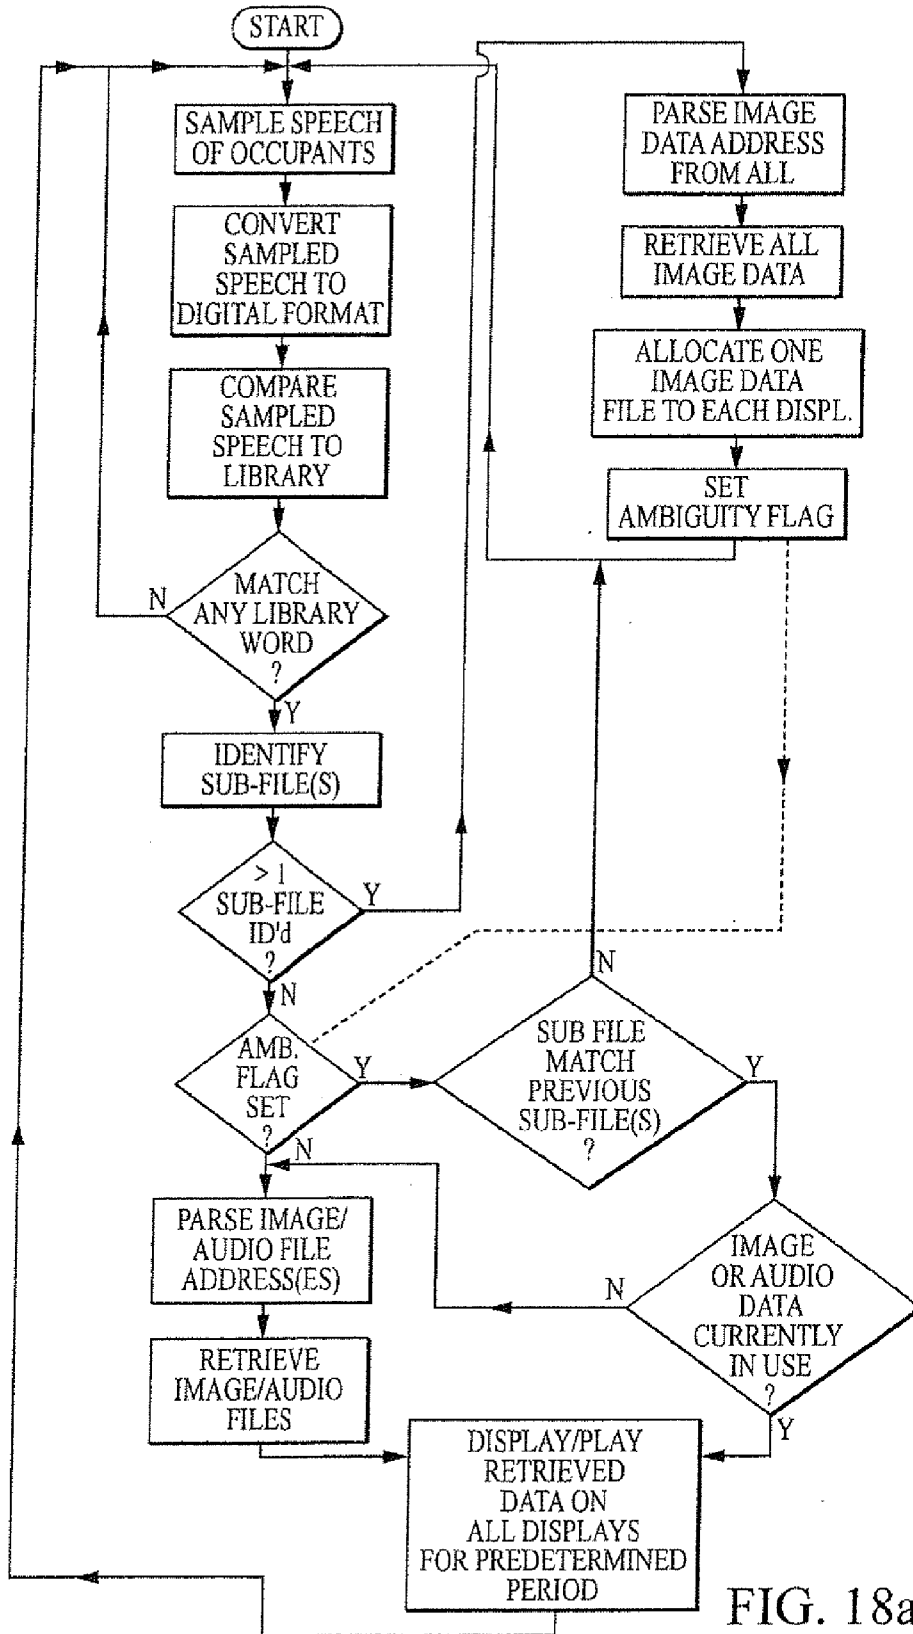 START
SAMPLE SPEECH
OF OCCUPANTS
CONVERT
SAMPLED
SPEECH TO
DIGITAL FORMAT
COMPARE
SAMPLED
SPEECH TO
LIBRARY
N
MATCH
ANY LIBRARY
WORD
?
Y
IDENTIFY
SUB-FILE(S)
> 1
SUB-FILE
ID'd
?
Y
N
AMB.
FLAG
SET
?
Y
N
PARSE IMAGE/
AUDIO FILE
ADDRESS(ES)
RETRIEVE
IMAGE/AUDIO
FILES
PARSE IMAGE
DATA ADDRESS
FROM ALL
RETRIEVE ALL
IMAGE DATA
ALLOCATE ONE
IMAGE DATA
FILE TO EACH DISPL.
SET
AMBIGUITY FLAG
N
SUB FILE
MATCH
PREVIOUS
SUB-FILE(S)
?
Y
IMAGE
OR AUDIO
DATA
CURRENTLY
IN USE
?
N
Y
DISPLAY/PLAY
RETRIEVED
DATA ON
ALL DISPLAYS
FOR PREDETERMINED
PERIOD
FIG. 18a